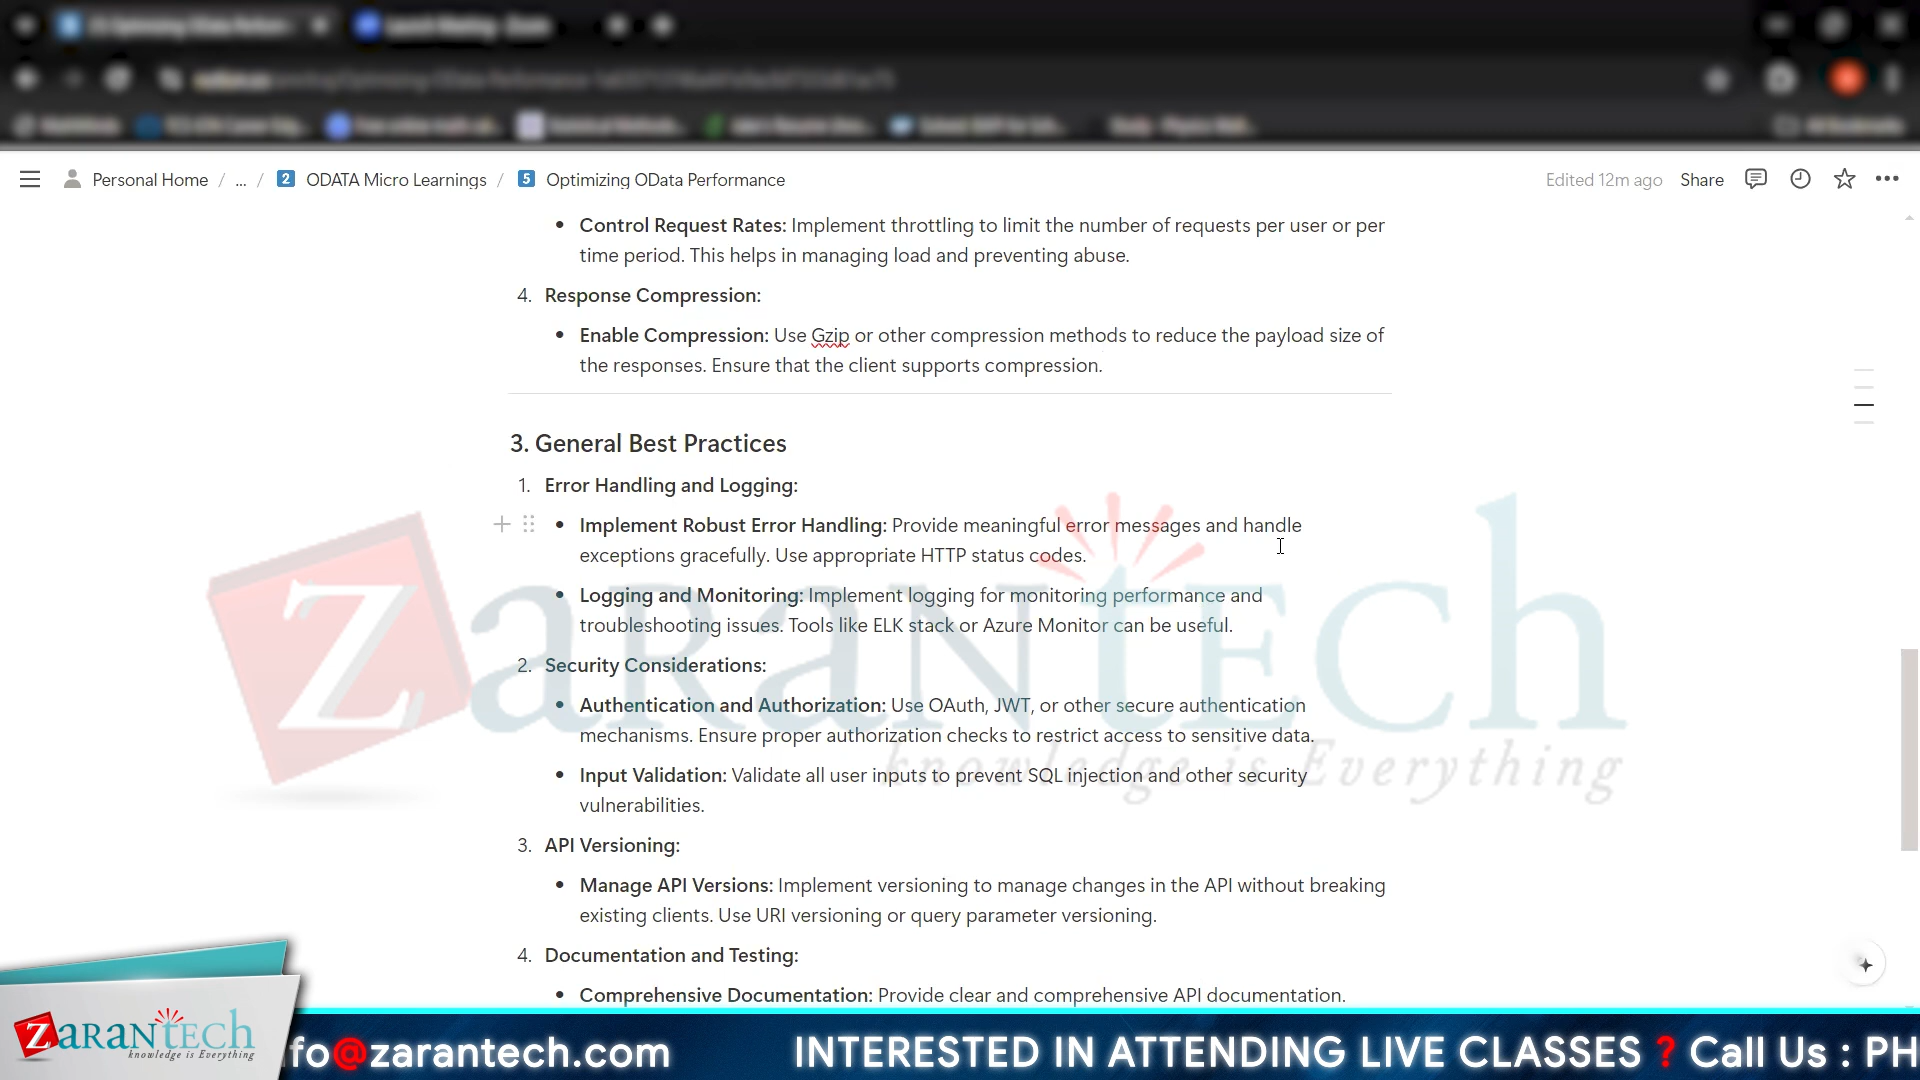 Personal Home / ... / 2 ODATA Micro Learnings / 5 Optimizing OData Performance
Edited 12m ago Share
• Control Request Rates: Implement throttling to limit the number of requests per user or per
time period. This helps in managing load and preventing abuse.
4. Response Compression:
• Enable Compression: Use Gzip or other compression methods to reduce the payload size of
the responses. Ensure that the client supports compression.
3. General Best Practices
1. Error Handling and Logging:
• Implement Robust Error Handling: Provide meaningful error messages and handle
exceptions gracefully. Use appropriate HTTP status codes.
• Logging and Monitoring: Implement logging for monitoring performance and
troubleshooting issues. Tools like ELK stack or Azure Monitor can be useful.
2. Security Considerations:
• Authentication and Authorization: Use OAuth, JWT, or other secure authentication
mechanisms. Ensure proper authorization checks to restrict access to sensitive data.
• Input Validation: Validate all user inputs to prevent SQL injection and other security
vulnerabilities.
3. API Versioning:
• Manage API Versions: Implement versioning to manage changes in the API without breaking
existing clients. Use URI versioning or query parameter versioning.
4. Documentation and Testing:
• Comprehensive Documentation: Provide clear and comprehensive API documentation.
ZaranTech
knowledge is Everything
ZaranTech
knowledge is Everything
fo@zarantech.com INTERESTED IN ATTENDING LIVE CLASSES ? Call Us : PH